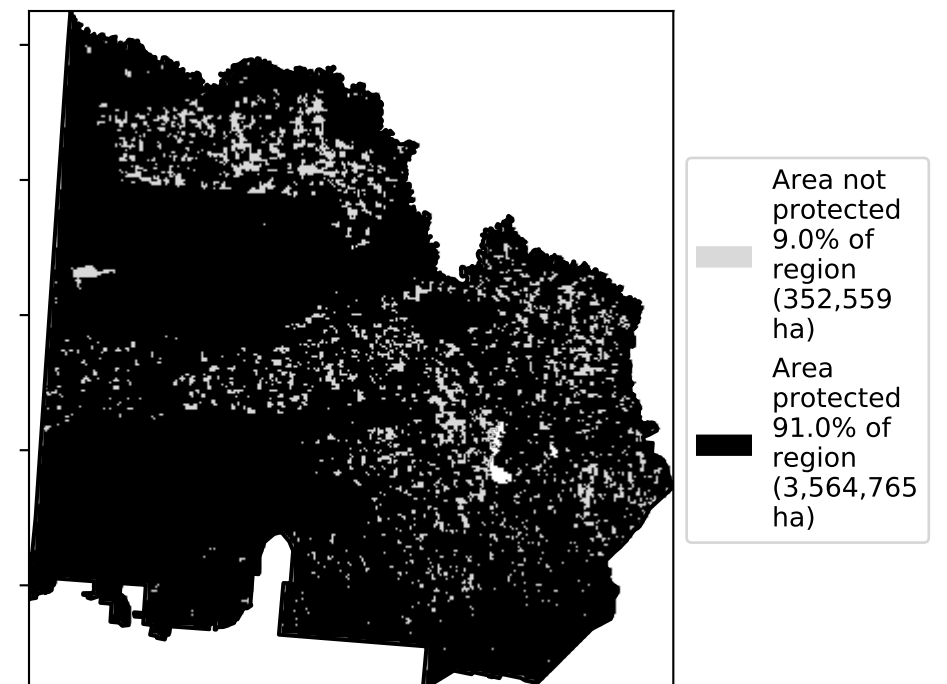 Area not
protected
9.0% of
region
(352,559
ha)
Area
protected
91.0% of
region
(3,564,765
ha)